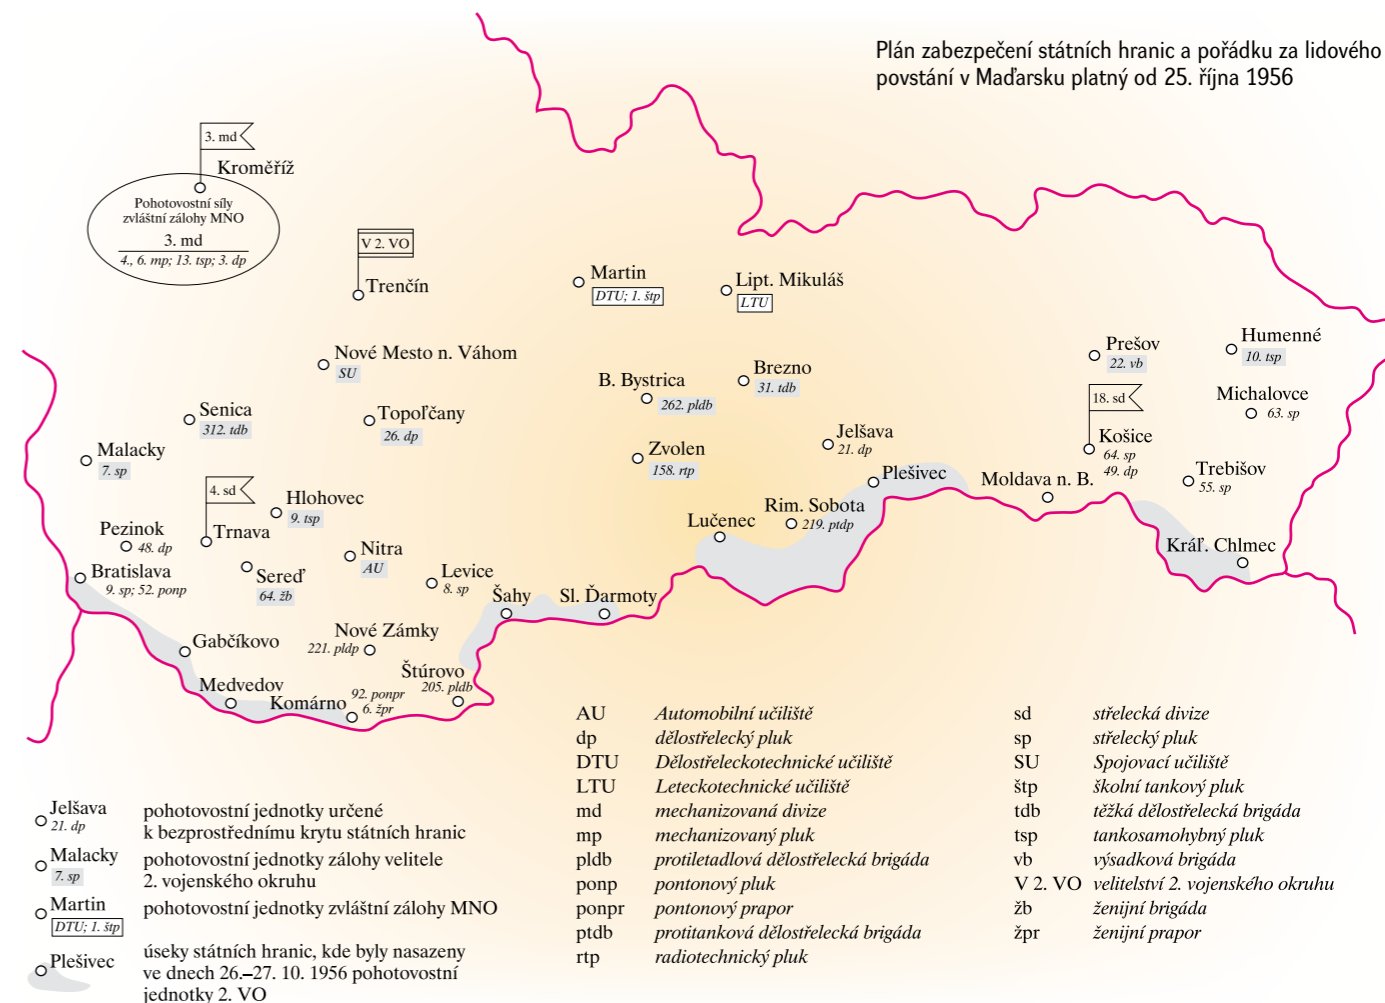 Plán zabezpečení státních hranic a pořádku za lidového
povstání v Maďarsku platný od 25. října 1956
3. md
Kroměříž
Pohotovostní síly
zvláštní zálohy MNO
3. md
4., 6. mp; 13. tsp; 3. dp
V 2. VO
Trenčín
Martin
DTU; 1. štp
Lipt. Mikuláš
LTU
Nové Mesto n. Váhom
SU
Prešov
22. vb
Humenné
10. tsp
B. Bystrica
262. pldb
Brezno
31. tdb
Michalovce
63. sp
Senica
312. tdb
Topoľčany
26. dp
18. sd
Košice
64. sp
49. dp
Malacky
7. sp
Zvolen
158. rtp
Jelšava
21. dp
Plešivec
Moldava n. B.
Trebišov
55. sp
4. sd
Trnava
Hlohovec
9. tsp
Rim. Sobota
219. ptdp
Lučenec
Pezinok
48. dp
Nitra
AU
Kráľ. Chlmec
Bratislava
9. sp; 52. ponp
Sereď
64. žb
Levice
8. sp
Šahy
Sl. Ďarmoty
Gabčíkovo
Nové Zámky
221. pldp
Štúrovo
205. pldb
Medvedov
Komárno
92. ponpr
6. žpr
Jelšava
21. dp
pohotovostní jednotky určené
k bezprostřednímu krytu státních hranic
Malacky
7. sp
pohotovostní jednotky zálohy velitele
2. vojenského okruhu
Martin
DTU; 1. štp
pohotovostní jednotky zvláštní zálohy MNO
Plešivec
úseky státních hranic, kde byly nasazeny
ve dnech 26.–27. 10. 1956 pohotovostní
jednotky 2. VO
AU Automobilní učiliště
dp dělostřelecký pluk
DTU Dělostřeleckotechnické učiliště
LTU Leteckotechnické učiliště
md mechanizovaná divize
mp mechanizovaný pluk
pldb protiletadlová dělostřelecká brigáda
ponp pontonový pluk
ponpr pontonový prapor
ptdb protitanková dělostřelecká brigáda
rtp radiotechnický pluk
sd střelecká divize
sp střelecký pluk
SU Spojovací učiliště
štp školní tankový pluk
tdb těžká dělostřelecká brigáda
tsp tankosamohybný pluk
vb výsadková brigáda
V 2. VO velitelství 2. vojenského okruhu
žb ženijní brigáda
žpr ženijní prapor